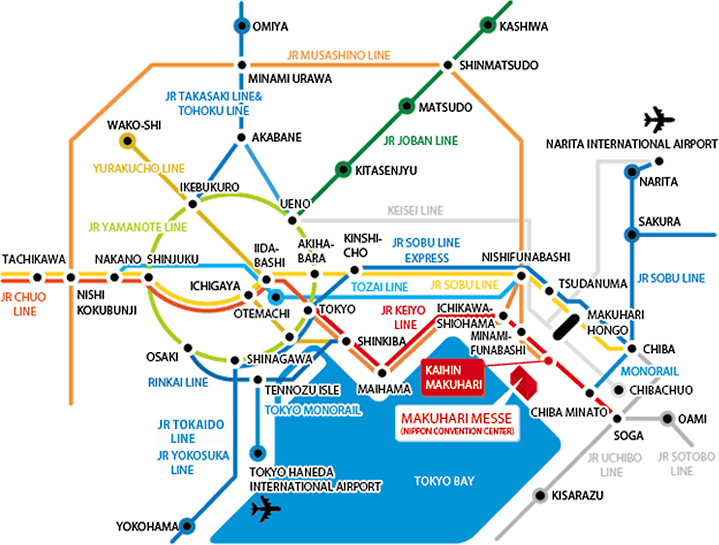 OMIYA
KASHIWA
JR MUSASHINO LINE
SHINMATSUDO
MINAMI URAWA
JR TAKASAKI LINE&
TOHOKU LINE
MATSUDO
WAKO-SHI
AKABANE
JR JOBAN LINE
NARITA INTERNATIONAL AIRPORT
YURAKUCHO LINE
KITASENJYU
NARITA
IKEBUKURO
UENO
KEISEI LINE
SAKURA
JR YAMANOTE LINE
TACHIKAWA
NAKANO
SHINJUKU
IIDA-
BASHI
AKIHA-
BARA
KINSHI-
CHO
JR SOBU LINE
EXPRESS
NISHIFUNABASHI
JR SOBU LINE
TSUDANUMA
JR CHUO
LINE
NISHI
KOKUBUNJI
ICHIGAYA
OTEMACHI
TOZAI LINE
JR SOBU LINE
TOKYO
JR KEIYO
LINE
ICHIKAWA-
SHIOHAMA
MINAMI-
FUNABASHI
MAKUHARI
HONGO
CHIBA
OSAKI
SHINAGAWA
SHINKIBA
KAIHIN
MAKUHARI
MONORAIL
RINKAI LINE
TENNOZU ISLE
MAIHAMA
CHIBACHUO
TOKYO MONORAIL
MAKUHARI MESSE
(NIPPON CONVENTION CENTER)
CHIBA MINATO
OAMI
SOGA
JR TOKAIDO
LINE
JR YOKOSUKA
LINE
JR UCHIBO
LINE
JR SOTOBO
LINE
TOKYO HANEDA
INTERNATIONAL AIRPORT
TOKYO BAY
KISARAZU
YOKOHAMA